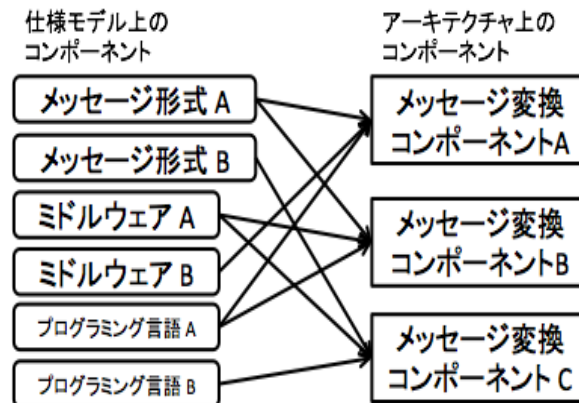 仕様モデル上の
コンポーネント
アーキテクチャ上の
コンポーネント
メッセージ形式 A
メッセージ形式 B
ミドルウェア A
ミドルウェア B
プログラミング言語 A
プログラミング言語 B
メッセージ変換
コンポーネントA
メッセージ変換
コンポーネントB
メッセージ変換
コンポーネント C